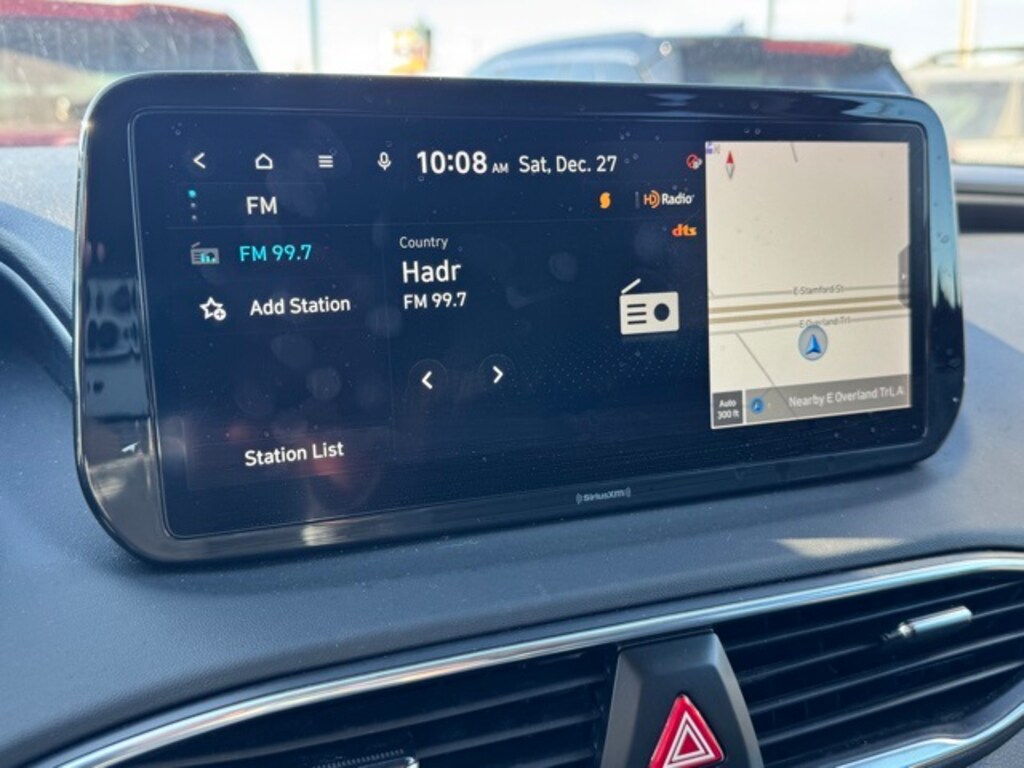 10:08 AM Sat, Dec. 27
FM
HD Radio
dts
FM 99.7
Country
Hadr
FM 99.7
Add Station
E Stamford St
E Overland Trl
Nearby E Overland Trl, A
Auto
300 ft
Station List
SiriusXM